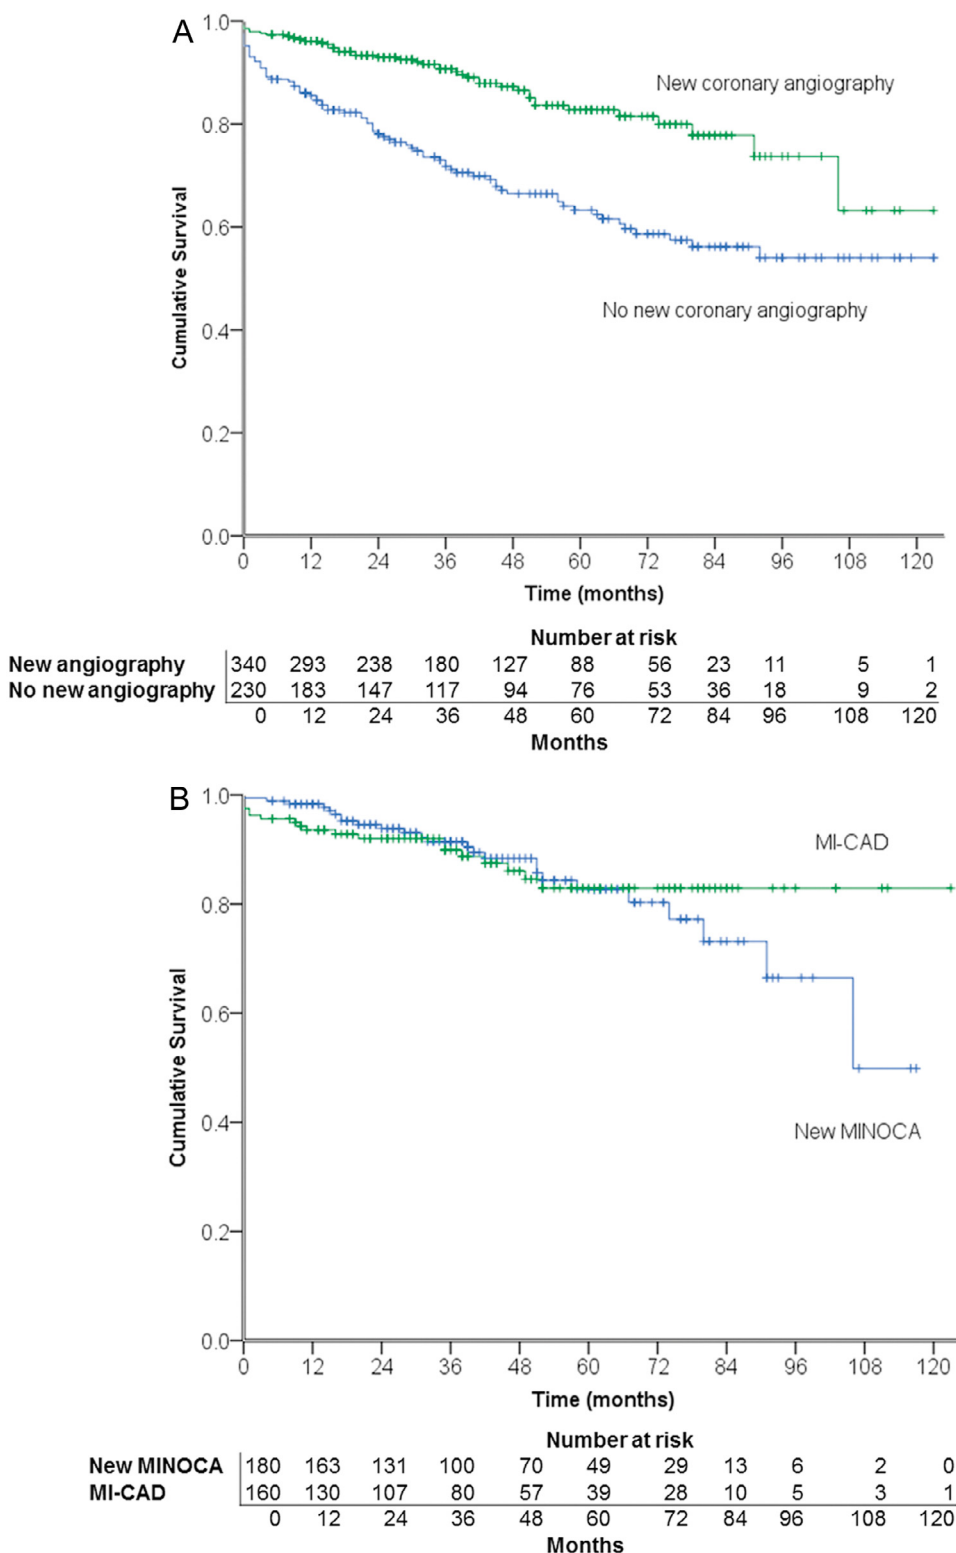 A
1.0
New coronary angiography
0.8
0.6
No new coronary angiography
0.4
0.2
0.0
Cumulative Survival
0 12 24 36 48 60 72 84 96 108 120
Time (months)
Number at risk
New angiography 340 293 238 180 127 88 56 23 11 5 1
No new angiography 230 183 147 117 94 76 53 36 18 9 2
0 12 24 36 48 60 72 84 96 108 120
Months
B
1.0
MI-CAD
0.8
0.6
0.4
New MINOCA
0.2
0.0
Cumulative Survival
0 12 24 36 48 60 72 84 96 108 120
Time (months)
Number at risk
New MINOCA 180 163 131 100 70 49 29 13 6 2 0
MI-CAD 160 130 107 80 57 39 28 10 5 3 1
0 12 24 36 48 60 72 84 96 108 120
Months